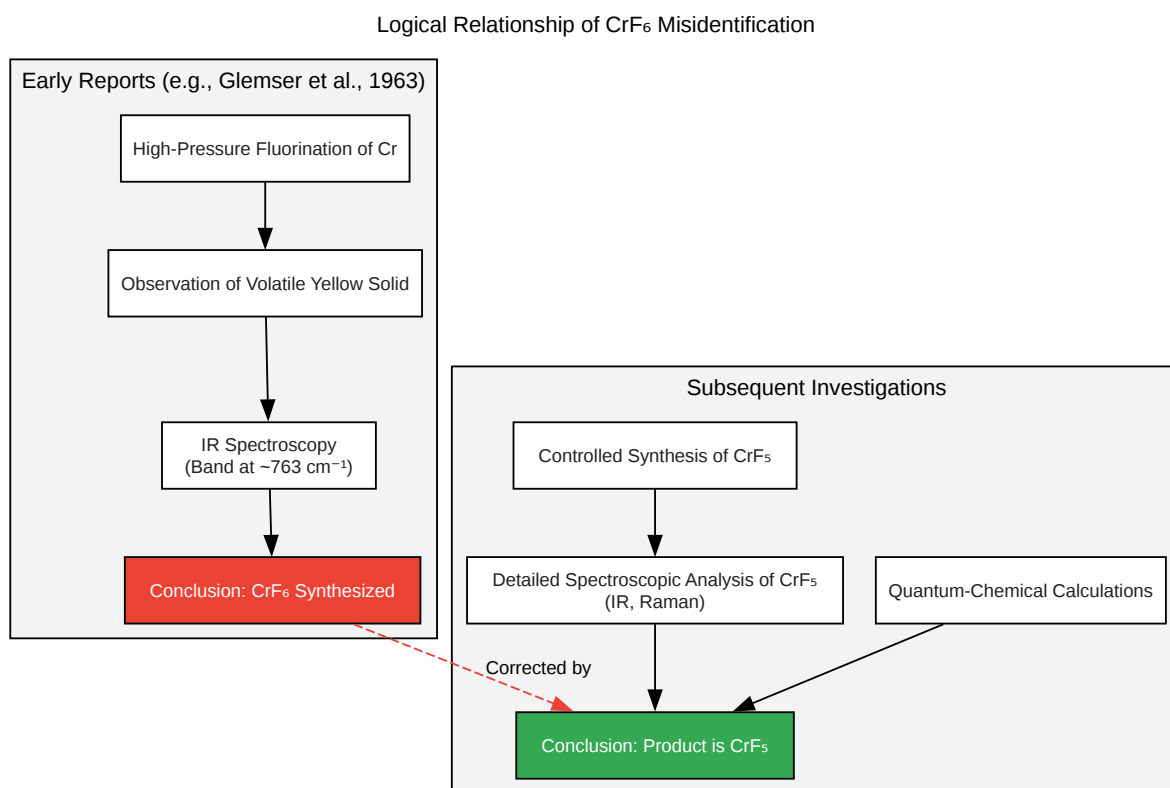 Logical Relationship of CrF₆ Misidentification
Early Reports (e.g., Glemser et al., 1963)
High-Pressure Fluorination of Cr
Observation of Volatile Yellow Solid
IR Spectroscopy
(Band at ~763 cm⁻¹)
Conclusion: CrF₆ Synthesized
Subsequent Investigations
Controlled Synthesis of CrF₅
Detailed Spectroscopic Analysis of CrF₅
(IR, Raman)
Quantum-Chemical Calculations
Corrected by
Conclusion: Product is CrF₅